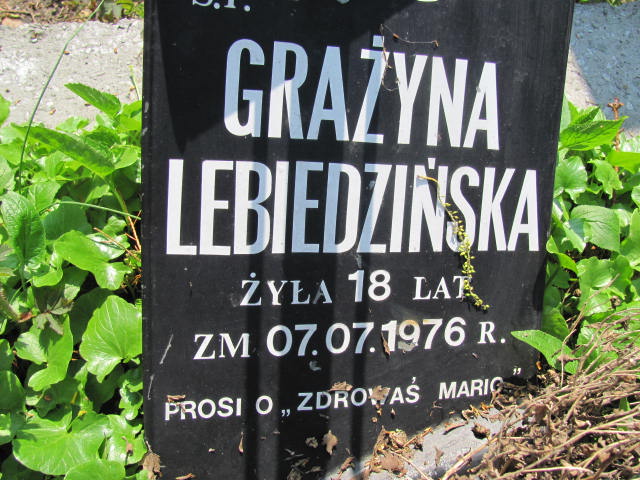 Ś.P.
GRAŻYNA
LEBIEDZIŃSKA
ŻYŁA 18 LAT
ZM 07.07.1976 R.
PROSI O „ZDROWAŚ MARIO"